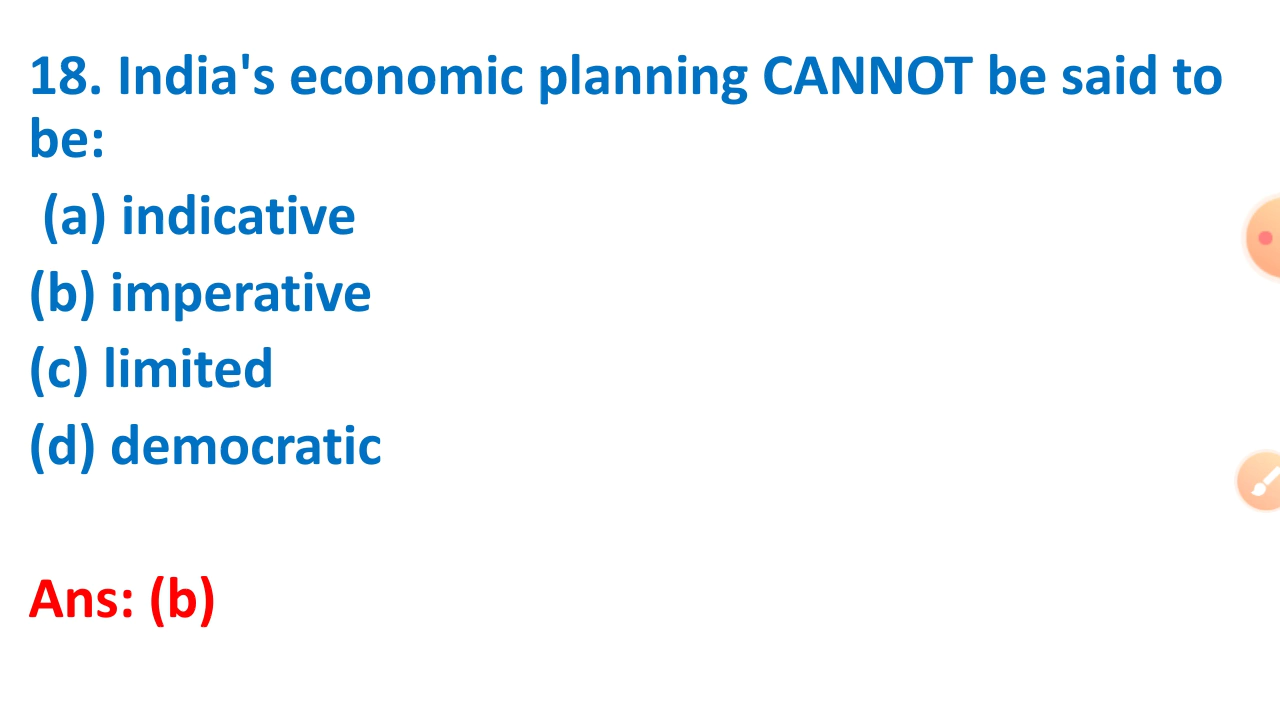 18. India's economic planning CANNOT be said to
be:
(a) indicative
(b) imperative
(c) limited
(d) democratic
Ans: (b)